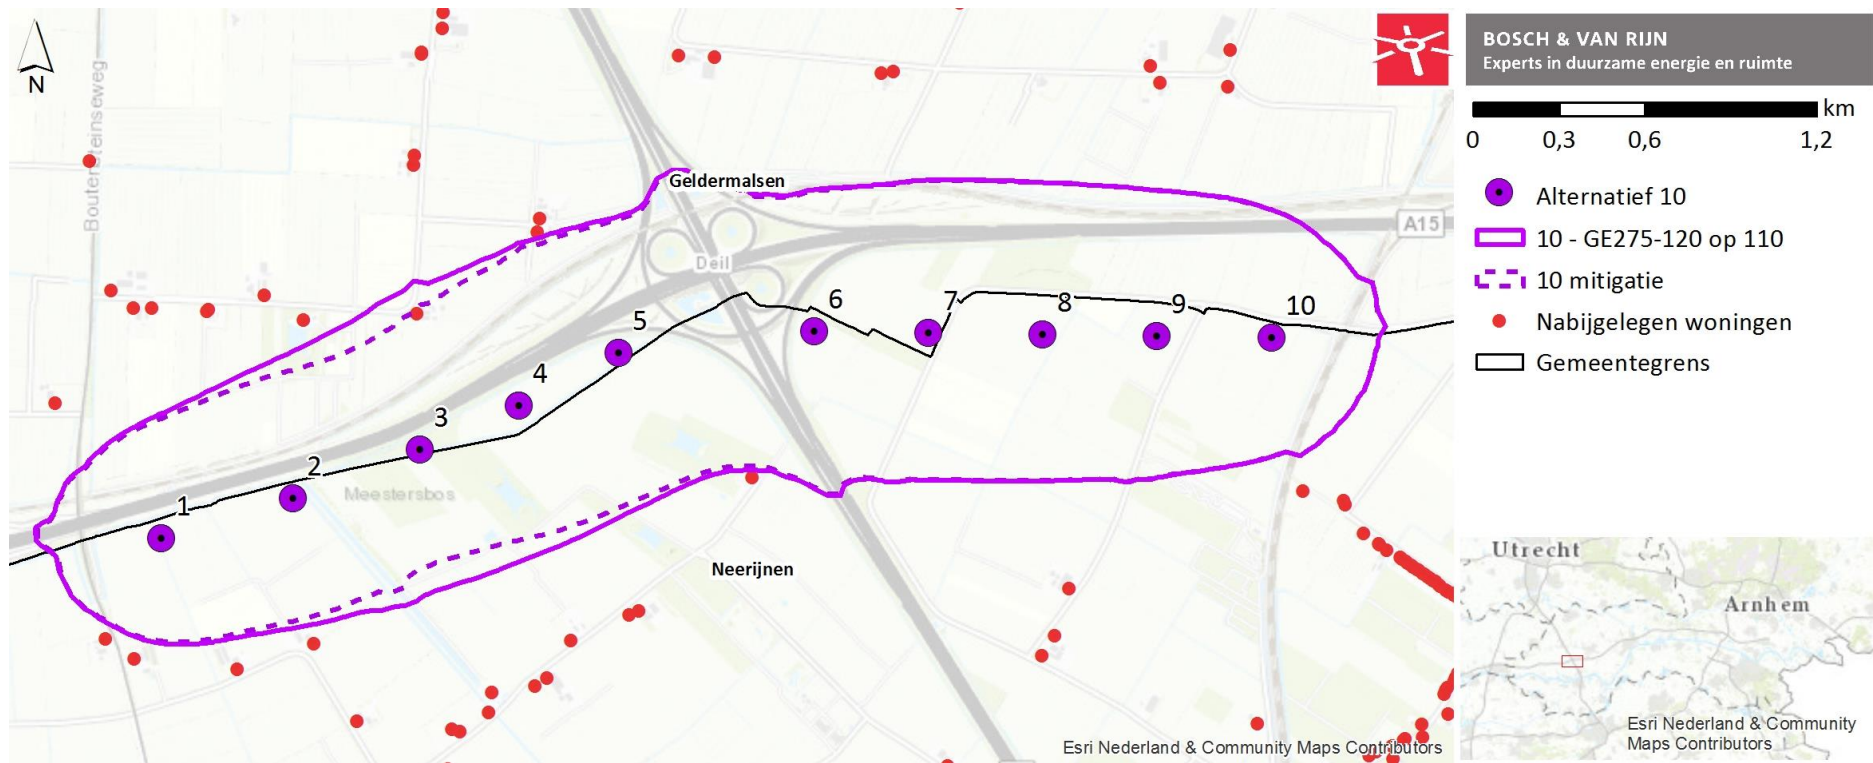 N
Boutensteinseweg
Geldermalsen
Deil
A15
1
2
3
4
5
6
7
8
9
10
Meestersbos
Neerijnen
Esri Nederland & Community Maps Contributors
BOSCH & VAN RIJN
Experts in duurzame energie en ruimte
km
0 0,3 0,6 1,2
Alternatief 10
10 - GE275-120 op 110
10 mitigatie
Nabijgelegen woningen
Gemeentegrens
Utrecht
Arnhem
Esri Nederland & Community
Maps Contributors